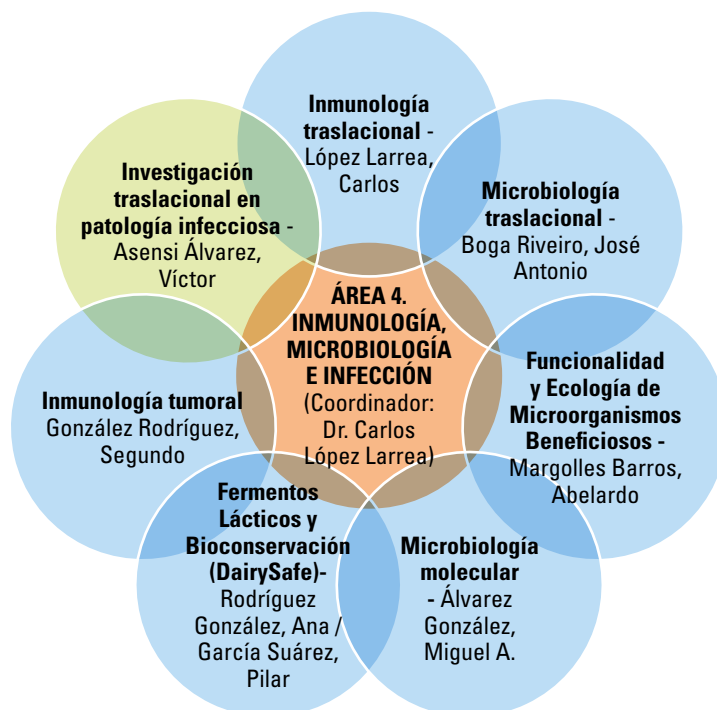 Inmunología
traslacional -
López Larrea,
Carlos
Investigación
traslacional en
patología infecciosa -
Asensi Álvarez,
Víctor
Microbiología
traslacional -
Boga Riveiro, José
Antonio
ÁREA 4.
INMUNOLOGÍA,
MICROBIOLOGÍA
E INFECCIÓN
(Coordinador:
Dr. Carlos
López Larrea)
Funcionalidad
y Ecología de
Microorganismos
Beneficiosos -
Margolles Barros,
Abelardo
Inmunología tumoral
González Rodríguez,
Segundo
Fermentos
Lácticos y
Bioconservación
(DairySafe)-
Rodríguez
González, Ana /
García Suárez,
Pilar
Microbiología
molecular
- Álvarez
González,
Miguel A.